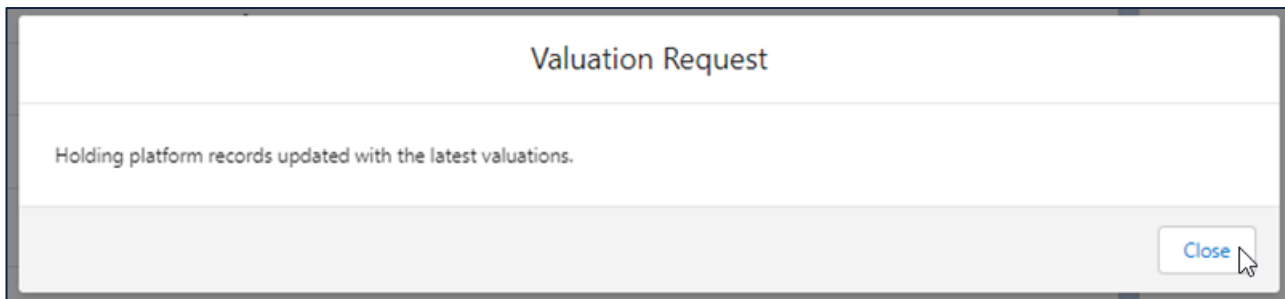 Valuation Request
Holding platform records updated with the latest valuations.
Close